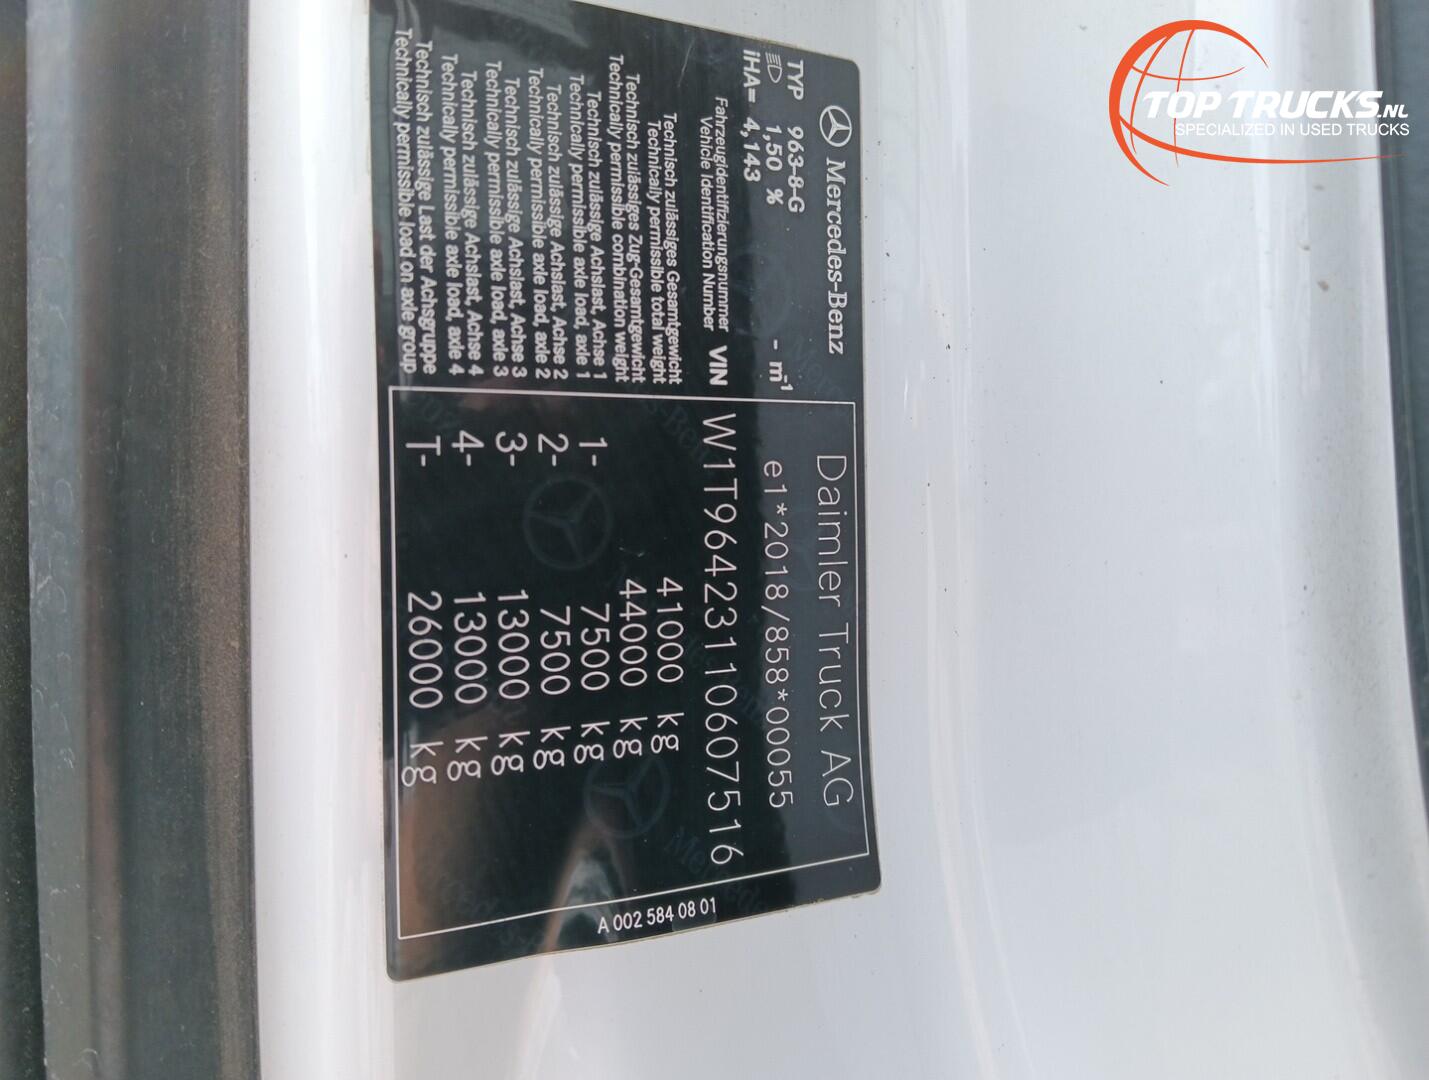 TOP TRUCKS.NL
SPECIALIZED IN USED TRUCKS
Mercedes-Benz
Daimler Truck AG
TYP 963-8-G
1,50 % - m⁻¹
e1*2018/858*00055
iHA= 4,143
Fahrzeugidentifizierungsnummer
Vehicle Identification Number VIN W1T96423110607516
Technisch zulässiges Gesamtgewicht
Technically permissible total weight 41000 kg
Technisch zulässiges Zug-Gesamtgewicht
Technically permissible combination weight 44000 kg
Technisch zulässige Achslast, Achse 1
Technically permissible axle load, axle 1 1- 7500 kg
Technisch zulässige Achslast, Achse 2
Technically permissible axle load, axle 2 2- 7500 kg
Technisch zulässige Achslast, Achse 3
Technically permissible axle load, axle 3 3- 13000 kg
Technisch zulässige Achslast, Achse 4
Technically permissible axle load, axle 4 4- 13000 kg
Technisch zulässige Last der Achsgruppe
Technically permissible load on axle group T- 26000 kg
A 002 584 08 01